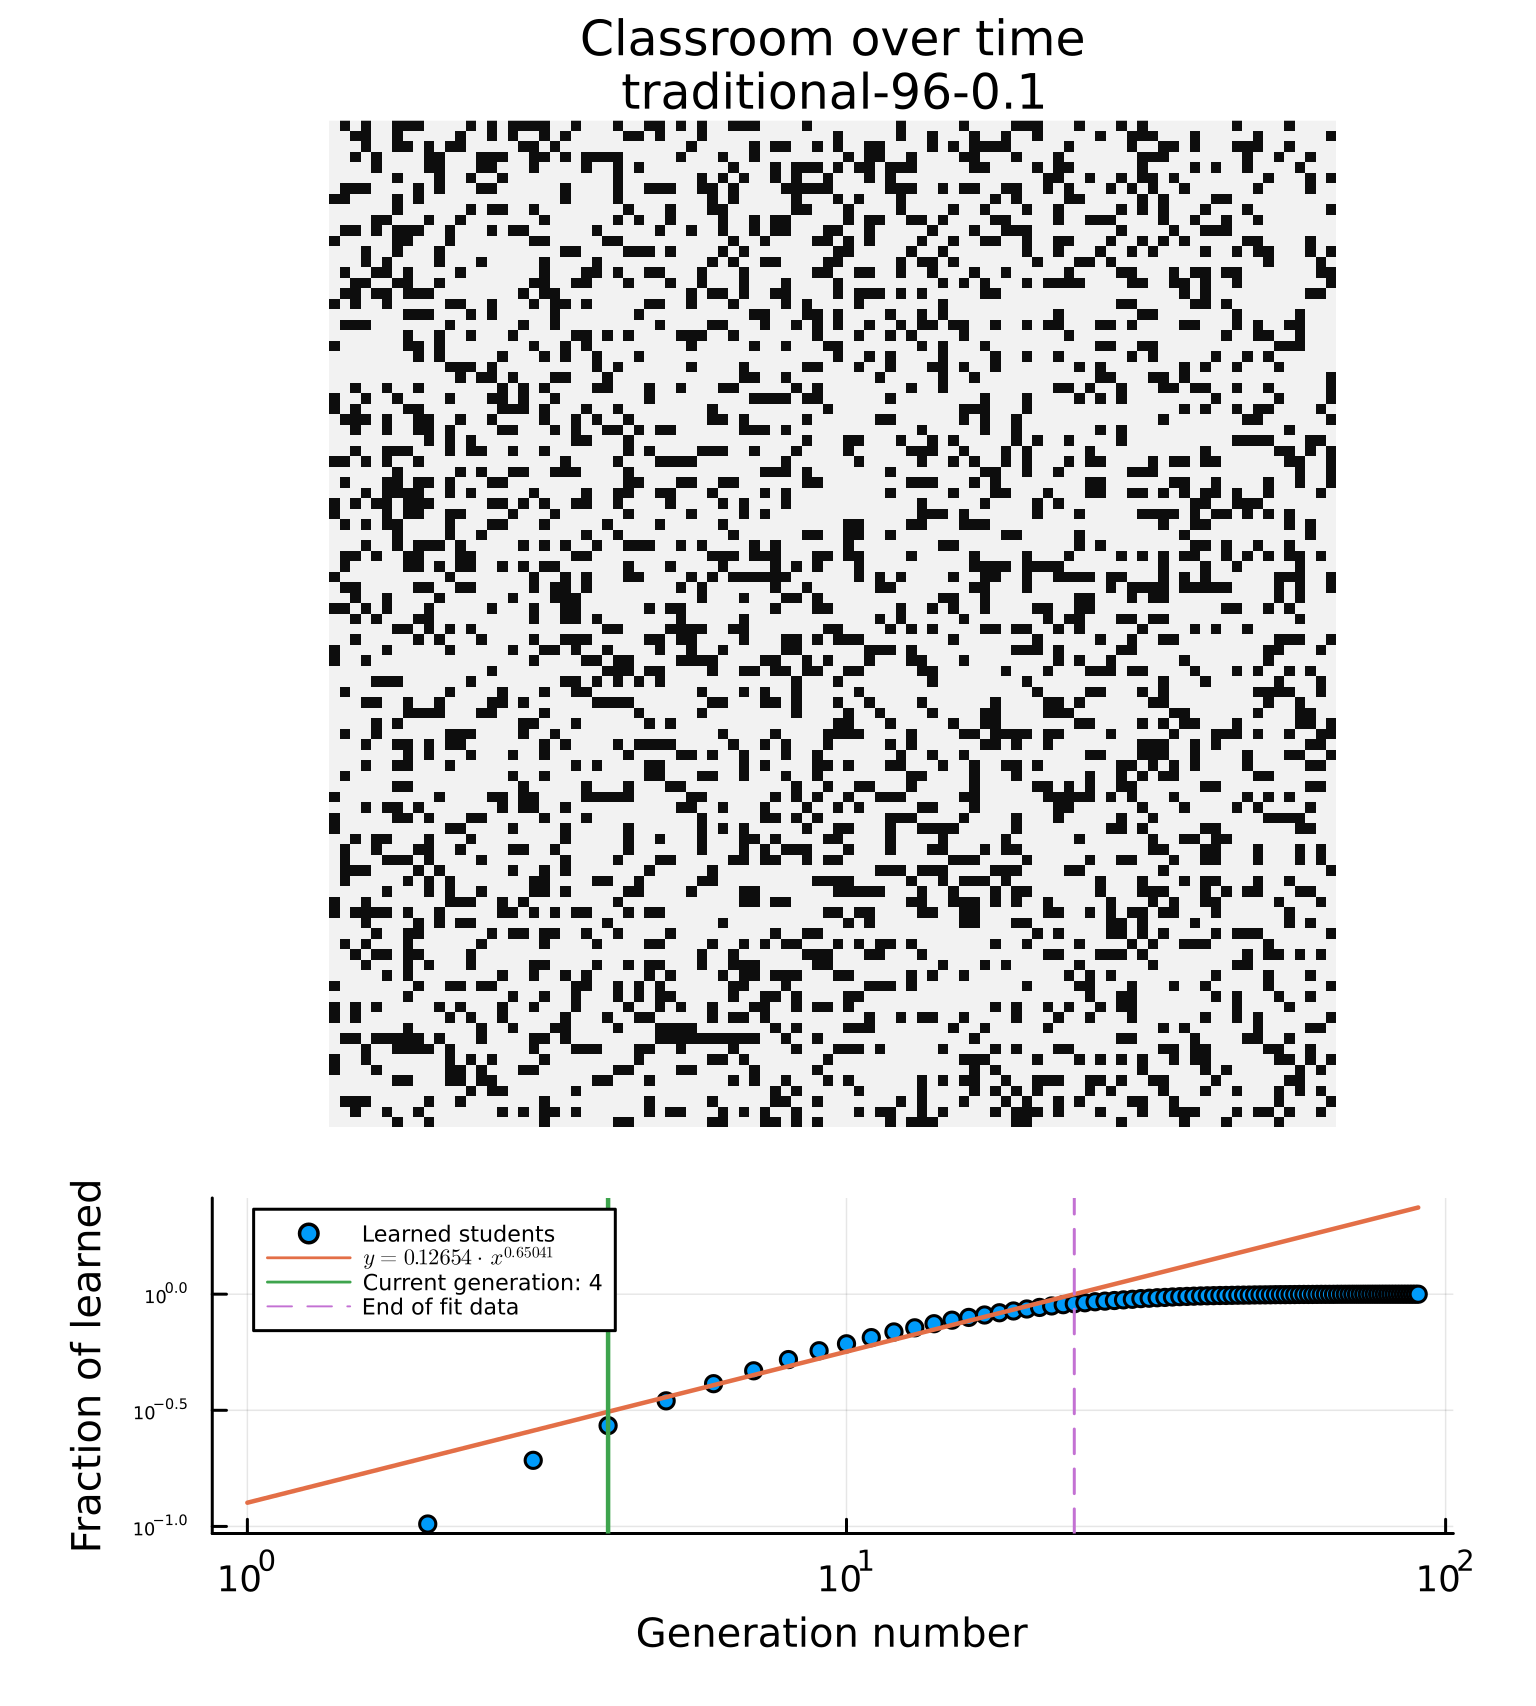 Classroom over time
traditional-96-0.1
Fraction of learned
Learned students
y = 0.12654 · x^0.65041
Current generation: 4
End of fit data
10^0.0
10^−0.5
10^−1.0
10^0 10^1 10^2
Generation number